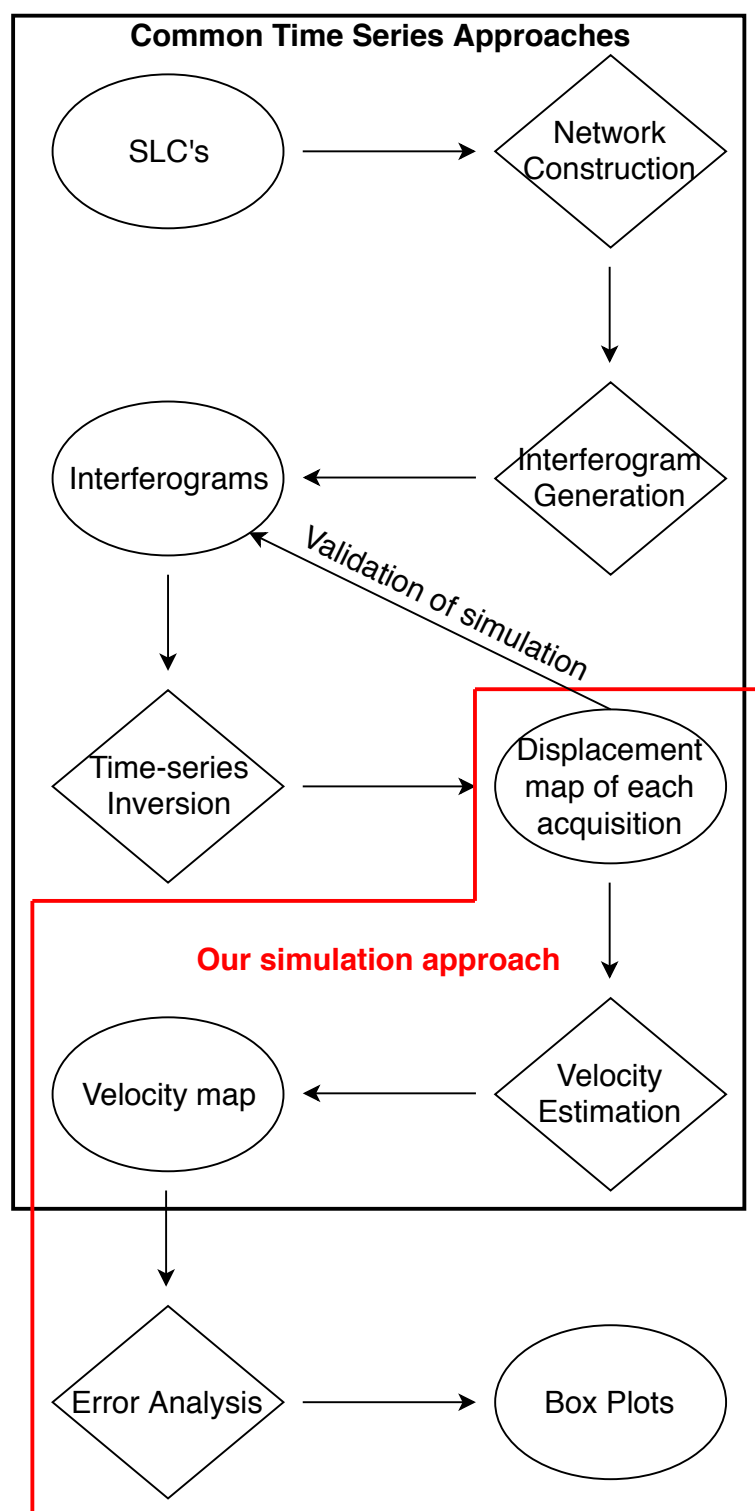 Common Time Series Approaches
SLC's
Network
Construction
Interferograms
Interferogram
Generation
Validation of simulation
Time-series
Inversion
Displacement
map of each
acquisition
Our simulation approach
Velocity map
Velocity
Estimation
Error Analysis
Box Plots